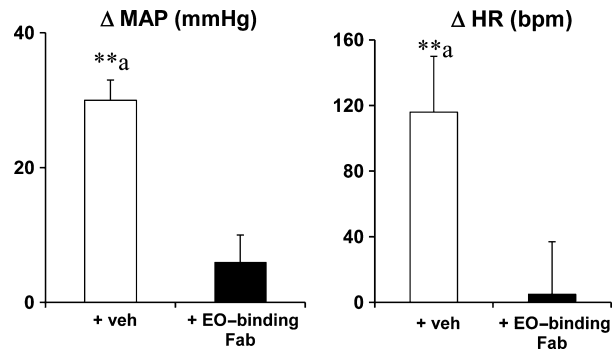 Δ MAP (mmHg)
40
20
0
**a
+ veh
+ EO–binding
Fab
Δ HR (bpm)
160
120
80
40
0
**a
+ veh
+ EO–binding
Fab